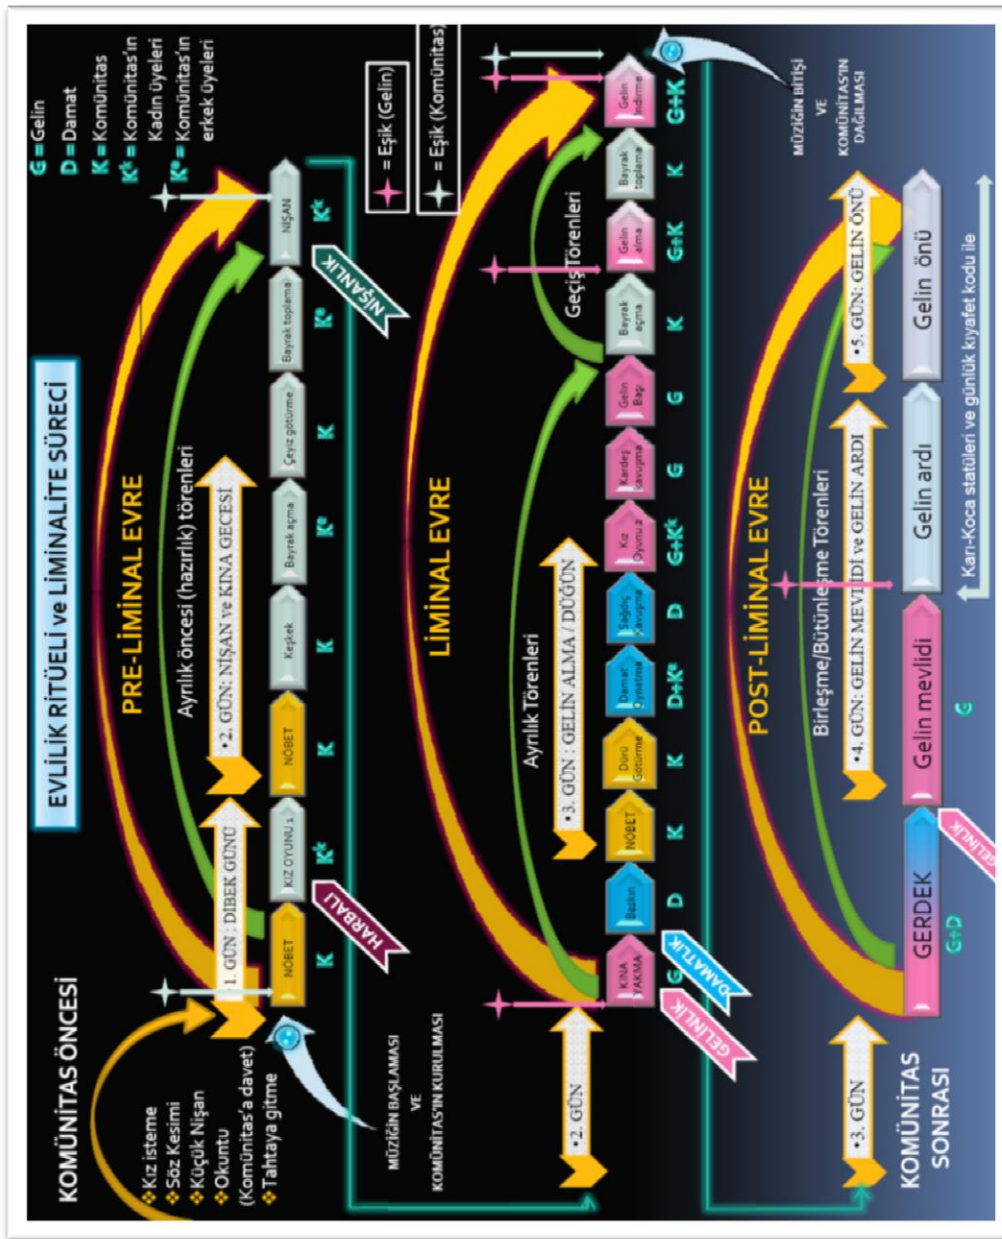 EVLİLİK RİTÜELİ ve LİMİNALİTE SÜRECİ
G = Gelin
D = Damat
K = Komünitas
Kᵏ = Komünitas'ın
Kadın üyeleri
Kᵉ = Komünitas'ın
erkek üyeleri
KOMÜNİTAS ÖNCESİ
❖ Kız isteme
❖ Söz Kesimi
❖ Küçük Nişan
❖ Okuntu
(Komünitas'a davet)
❖ Tahtaya gitme
PRE-LİMİNAL EVRE
Ayrılık öncesi (hazırlık) törenleri
•1. GÜN: DİBEK GÜNÜ
•2. GÜN: NİŞAN ve KINA GECESİ
NÖBET
KIZ OYUNU 1
NÖBET
Keşkek
Bayrak açma
Çeyiz götürme
Bayrak toplama
NİŞAN
K
Kᵏ
K
K
Kᵉ
K
Kᵉ
Kᵏ
HARBALI
NİŞANLIK
MÜZİĞİN BAŞLAMASI
VE
KOMÜNİTAS'IN KURULMASI
= Eşik (Gelin)
= Eşik (Komünitas)
LİMİNAL EVRE
Ayrılık Törenleri
Geçiş Törenleri
•2. GÜN
•3. GÜN : GELİN ALMA / DÜĞÜN
KINA YAKMA
Baskın
NÖBET
Dürü Götürme
Damat Oynatma
Sağdıç kavuşma
Kız Oyunu 2
Kardeş kavuşma
Gelin Başı
Bayrak açma
Gelin alma
Bayrak toplama
Gelin İndirme
G
D
K
K
D+Kᵉ
D
G+Kᵏ
G
G
K
G+K
K
G+K
GELİNLİK
DAMATLIK
MÜZİĞİN BİTİŞİ
VE
KOMÜNİTAS'IN
DAĞILMASI
POST-LİMİNAL EVRE
Birleşme/Bütünleşme Törenleri
•3. GÜN
•4. GÜN: GELİN MEVLİDİ ve GELİN ARDI
•5. GÜN: GELİN ÖNÜ
GERDEK
Gelin mevlidi
Gelin ardı
Gelin önü
G+D
G
GELİNLİK
Karı-Koca statüleri ve günlük kıyafet kodu ile
KOMÜNİTAS
SONRASI